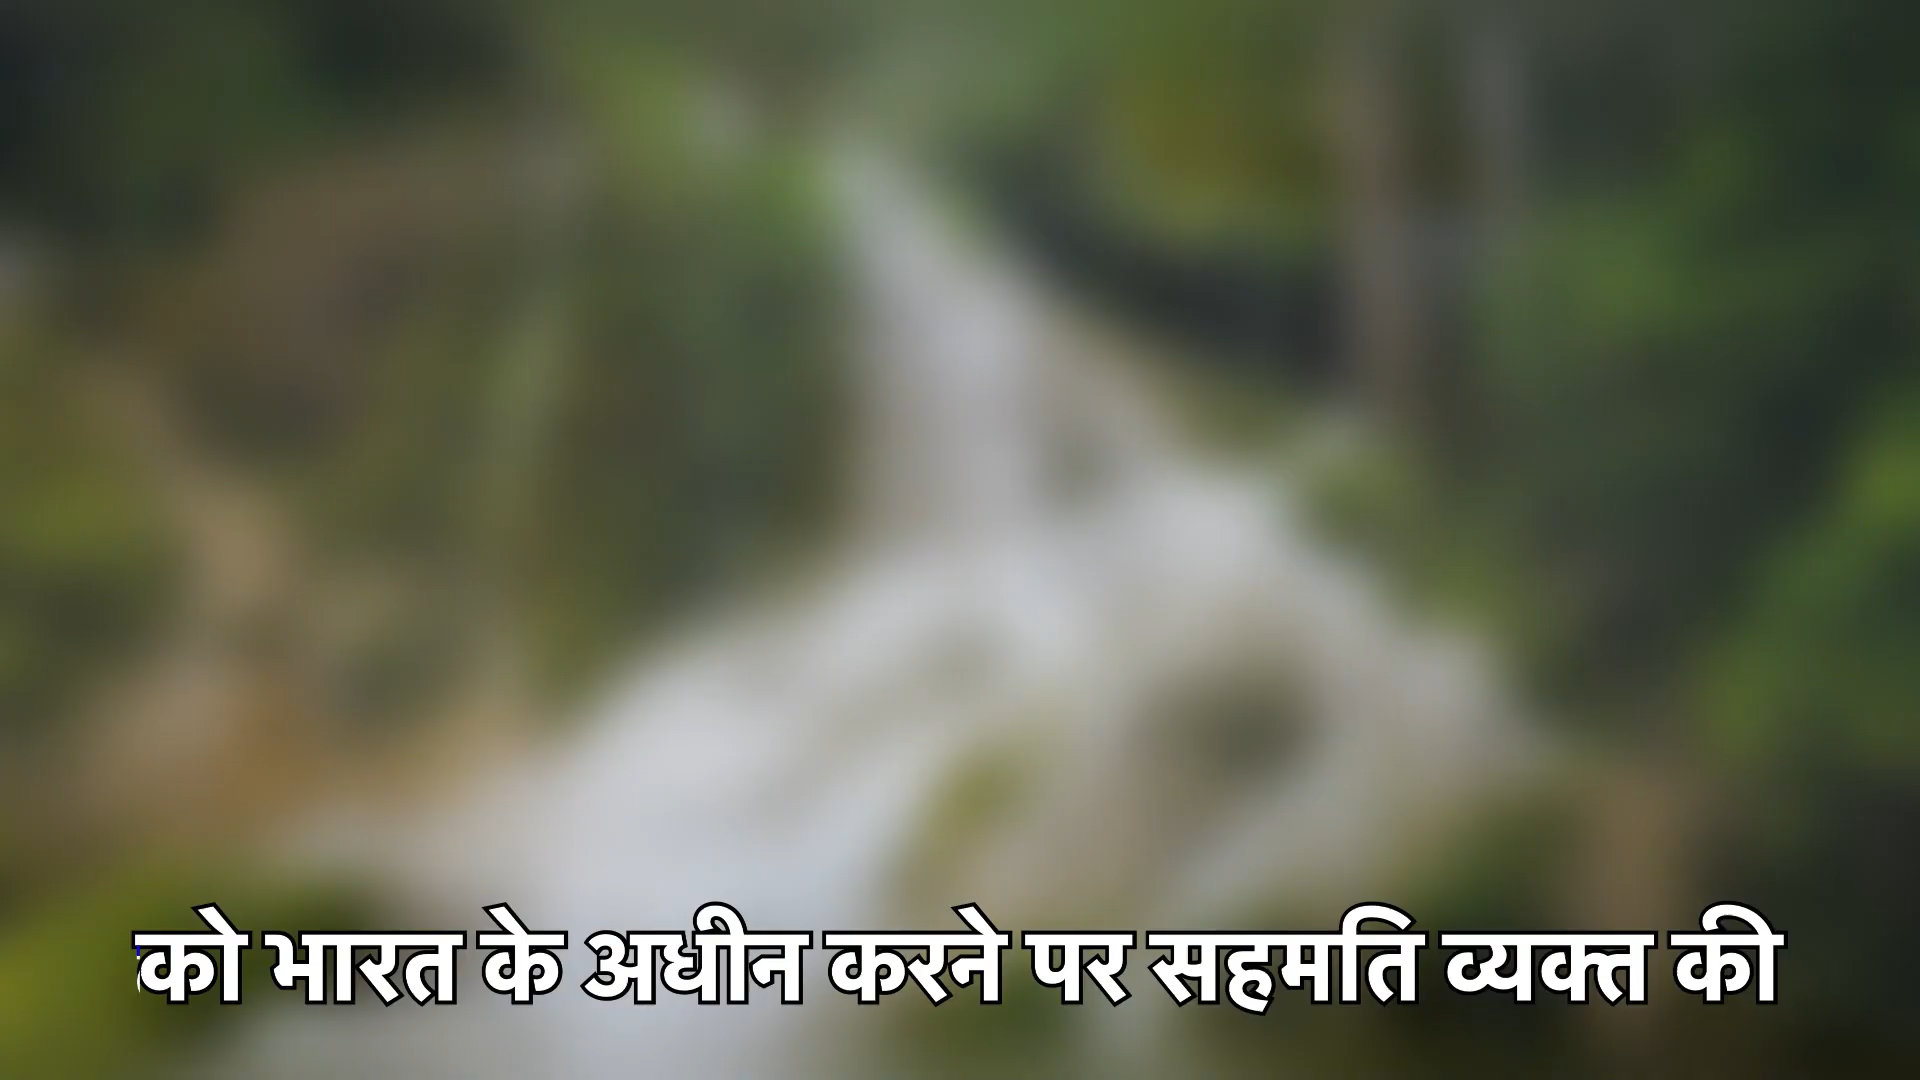 को भारत के अधीन करने पर सहमति व्यक्त की